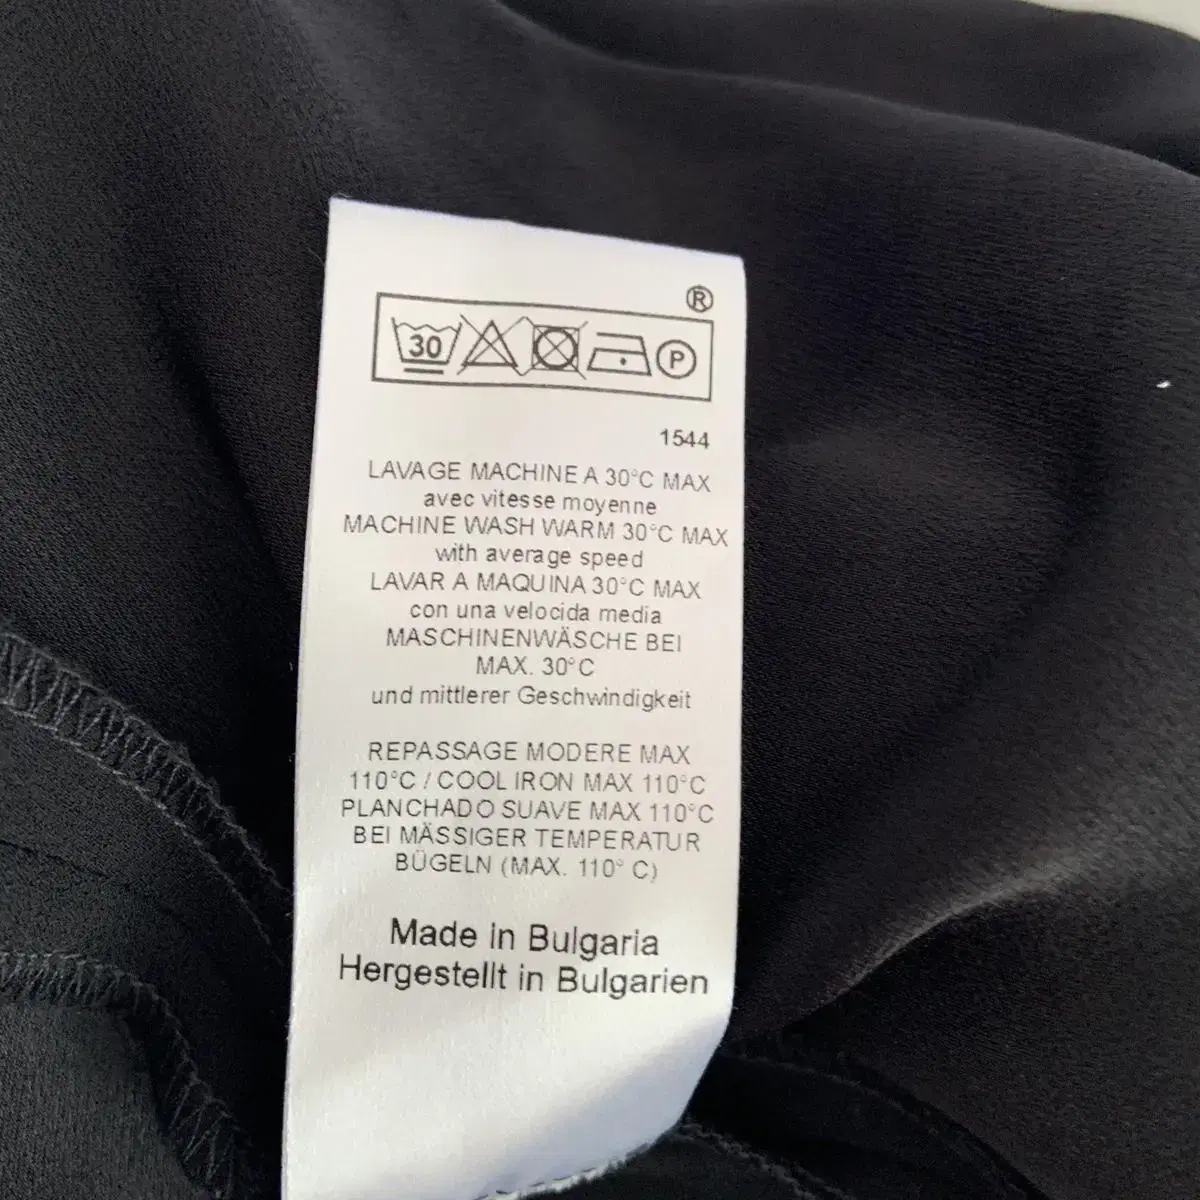 ®
30
P
1544
LAVAGE MACHINE A 30°C MAX
avec vitesse moyenne
MACHINE WASH WARM 30°C MAX
with average speed
LAVAR A MAQUINA 30°C MAX
con una velocida media
MASCHINENWÄSCHE BEI
MAX. 30°C
und mittlerer Geschwindigkeit
REPASSAGE MODERE MAX
110°C / COOL IRON MAX 110°C
PLANCHADO SUAVE MAX 110°C
BEI MÄSSIGER TEMPERATUR
BÜGELN (MAX. 110° C)
Made in Bulgaria
Hergestellt in Bulgarien